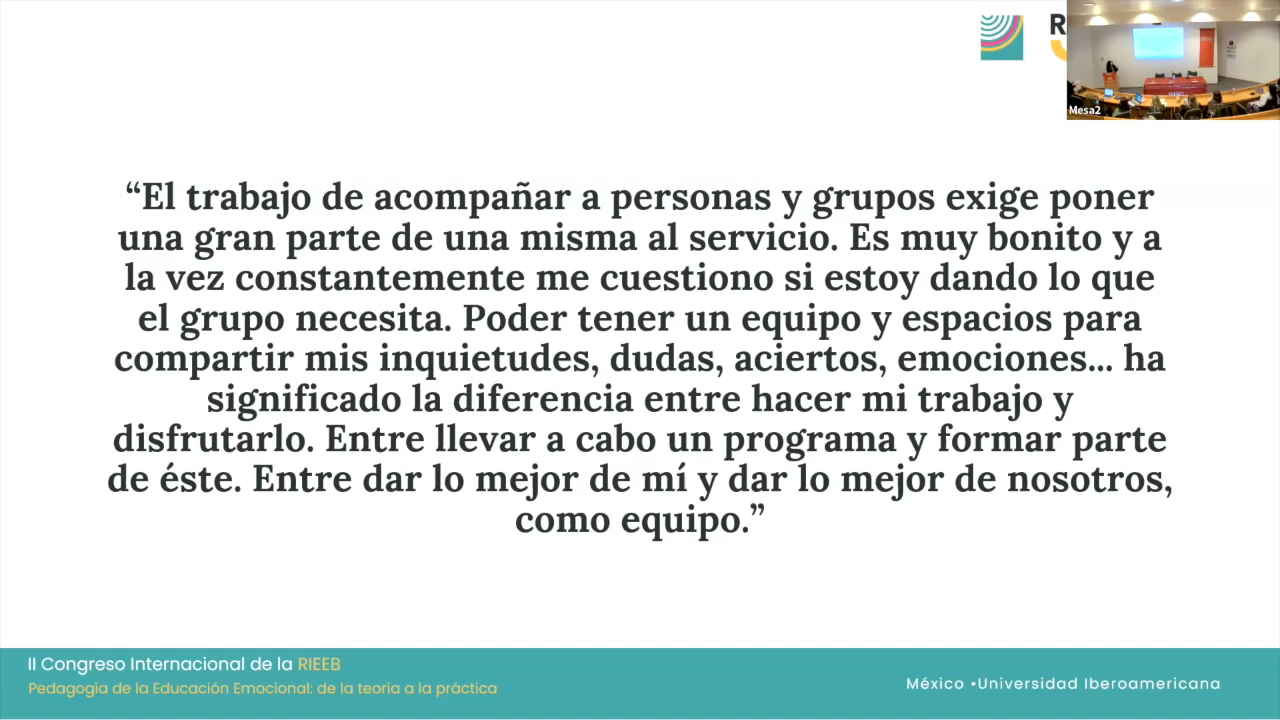 Mesa2
“El trabajo de acompañar a personas y grupos exige poner
una gran parte de una misma al servicio. Es muy bonito y a
la vez constantemente me cuestiono si estoy dando lo que
el grupo necesita. Poder tener un equipo y espacios para
compartir mis inquietudes, dudas, aciertos, emociones... ha
significado la diferencia entre hacer mi trabajo y
disfrutarlo. Entre llevar a cabo un programa y formar parte
de éste. Entre dar lo mejor de mí y dar lo mejor de nosotros,
como equipo.”
II Congreso Internacional de la RIEEB
Pedagogía de la Educación Emocional: de la teoría a la práctica
México •Universidad Iberoamericana